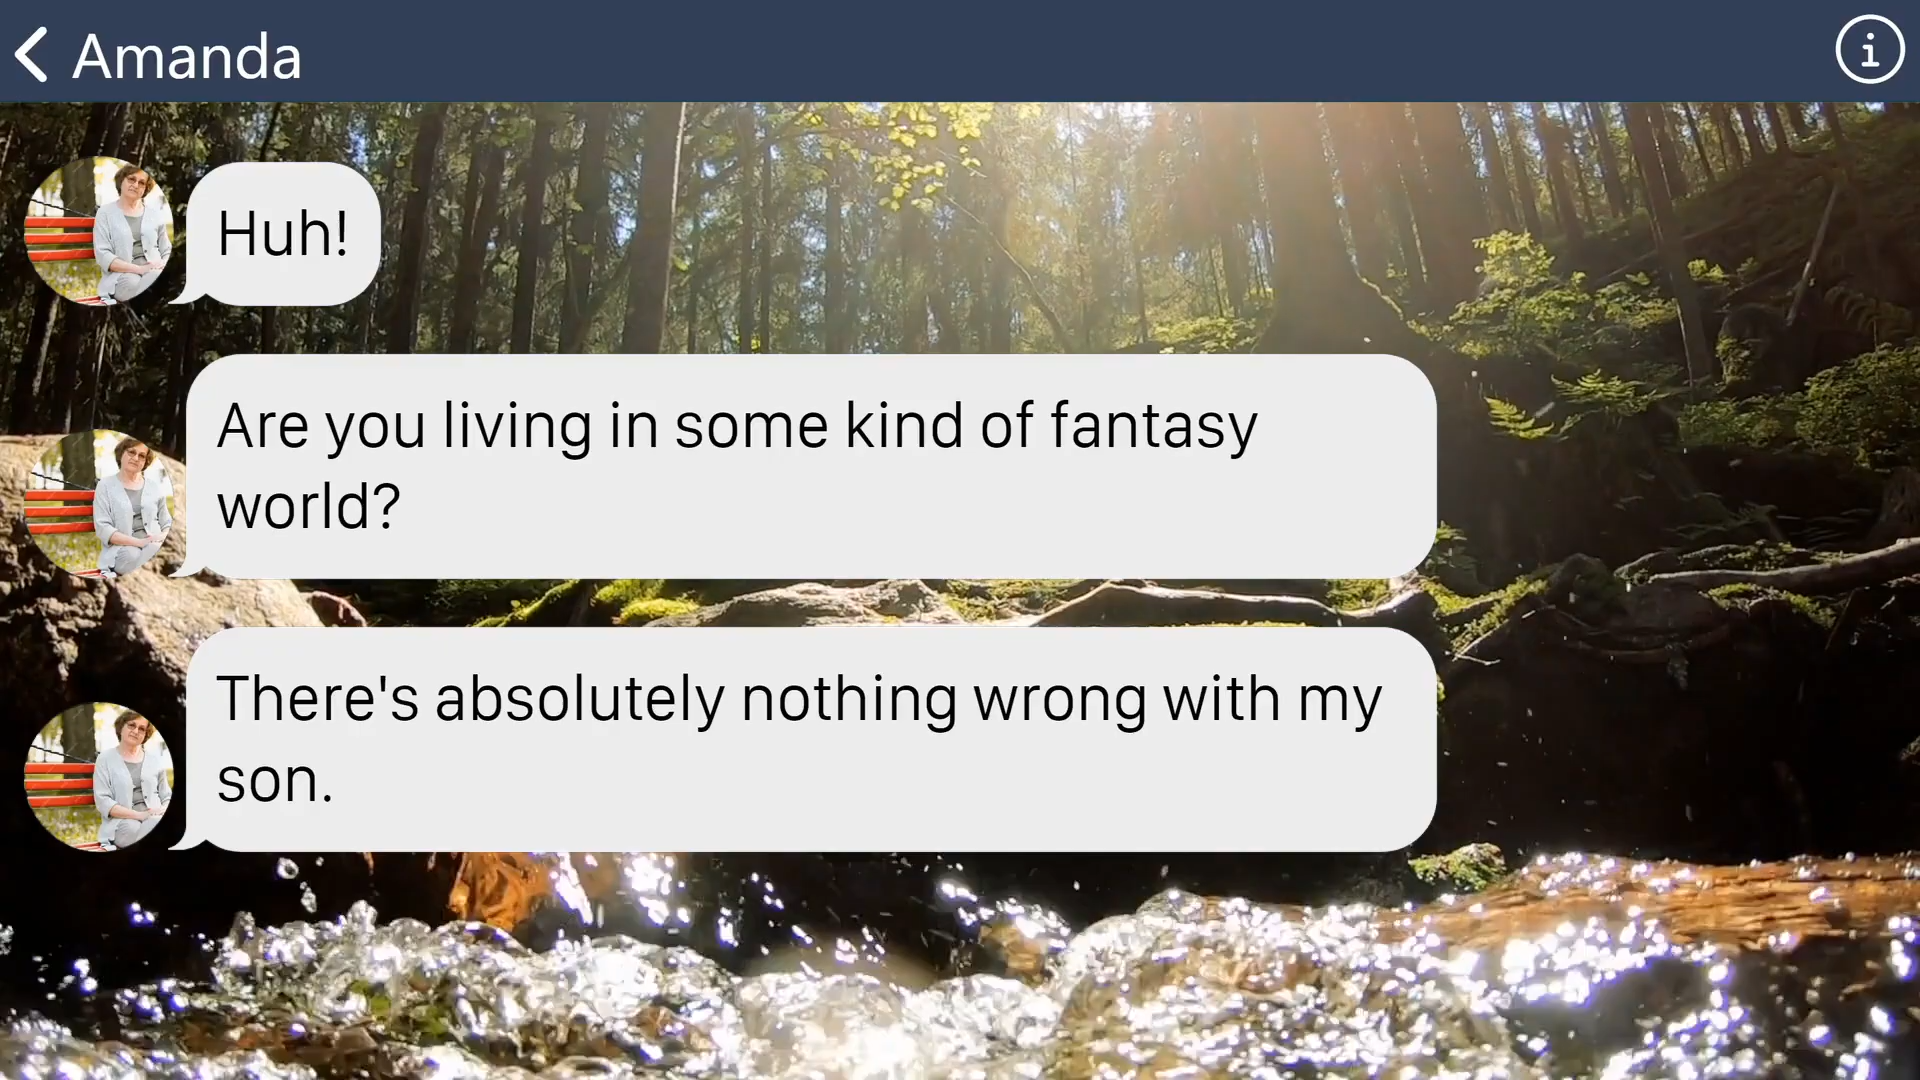 Amanda
Huh!
Are you living in some kind of fantasy
world?
There's absolutely nothing wrong with my
son.